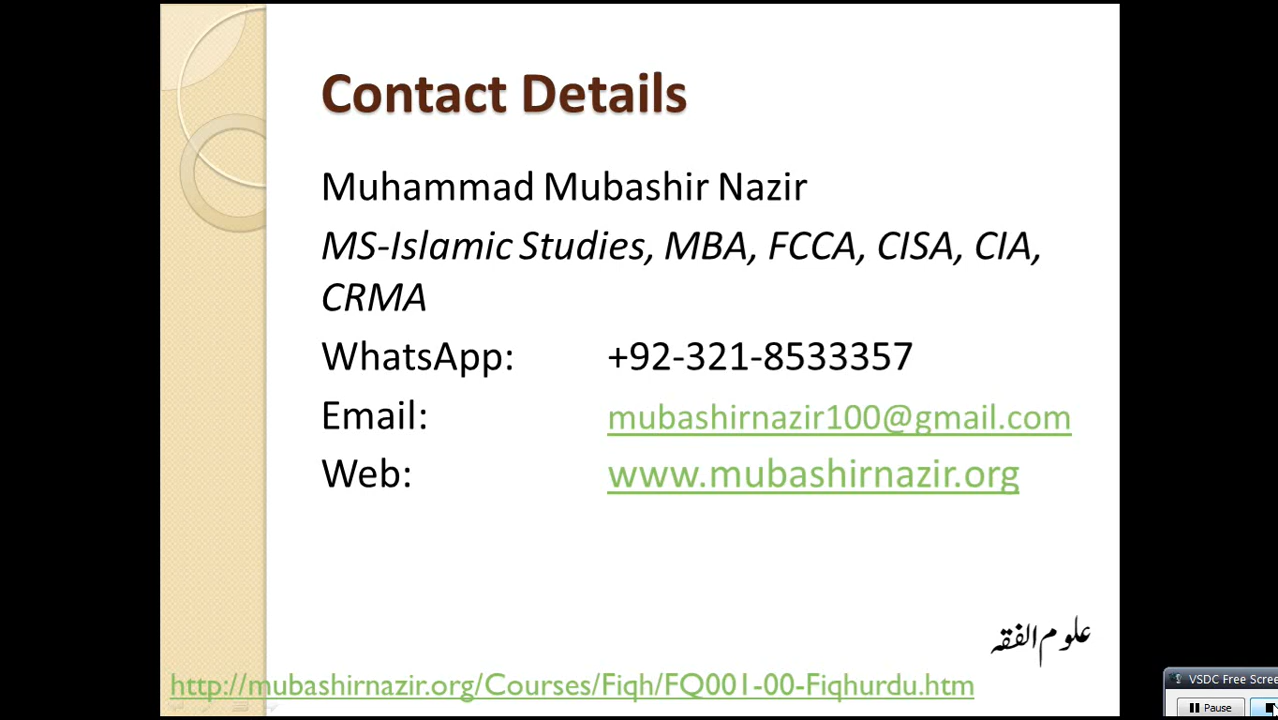 Contact Details
Muhammad Mubashir Nazir
MS-Islamic Studies, MBA, FCCA, CISA, CIA,
CRMA
WhatsApp: +92-321-8533357
Email: mubashirnazir100@gmail.com
Web: www.mubashirnazir.org
علوم الفقہ
http://mubashirnazir.org/Courses/Fiqh/FQ001-00-Fiqhurdu.htm
VSDC Free Scree
Pause